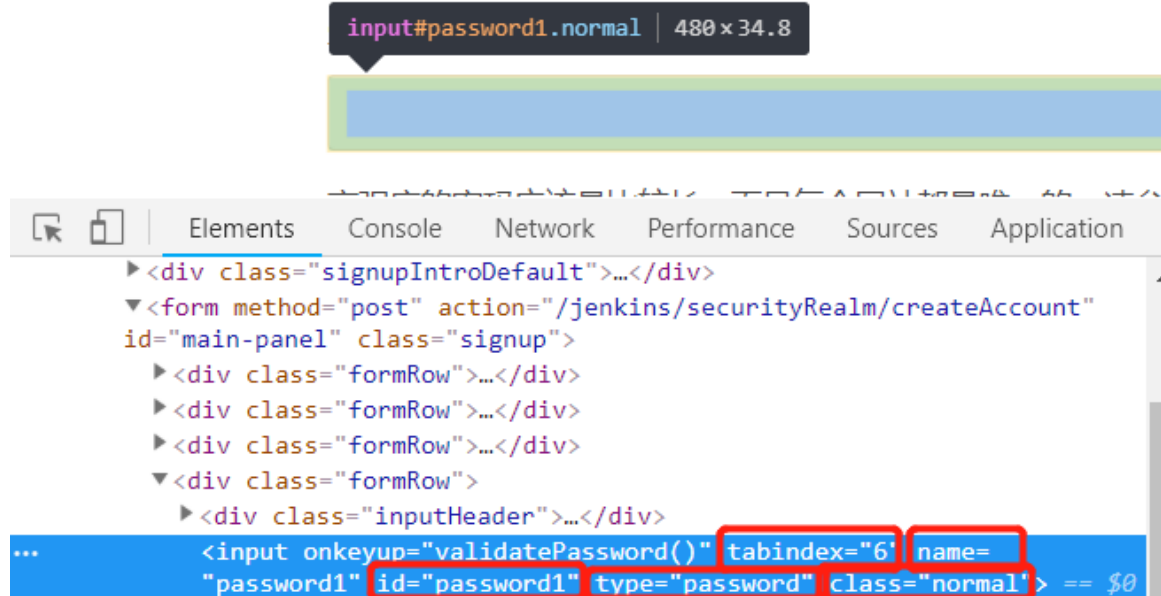 input#password1.normal | 480×34.8
Elements Console Network Performance Sources Application
▶<div class="signupIntroDefault">…</div>
▼<form method="post" action="/jenkins/securityRealm/createAccount"
id="main-panel" class="signup">
▶<div class="formRow">…</div>
▶<div class="formRow">…</div>
▶<div class="formRow">…</div>
▼<div class="formRow">
▶<div class="inputHeader">…</div>
... <input onkeyup="validatePassword()" tabindex="6" name=
"password1" id="password1" type="password" class="normal"> == $0